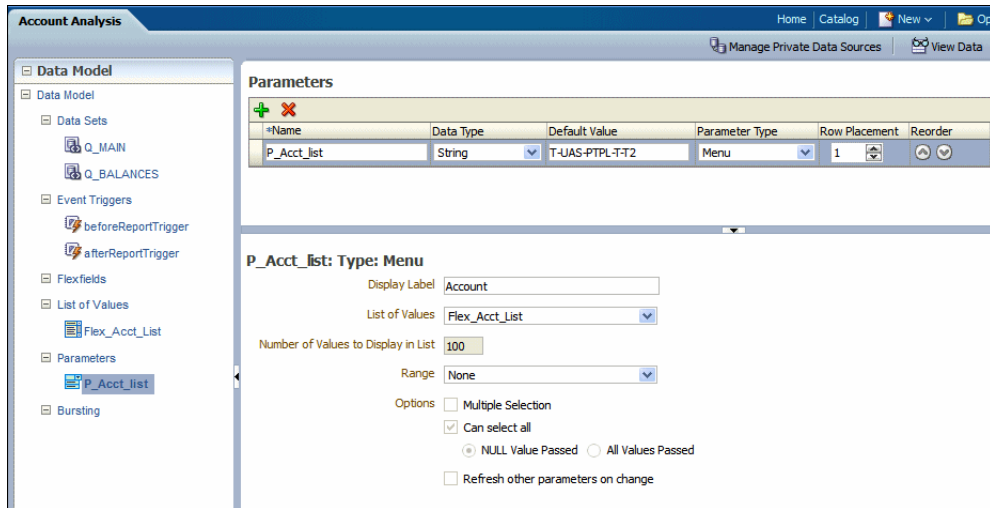 Account Analysis
Home Catalog New Op
Manage Private Data Sources View Data
Data Model
Data Model
Data Sets
Q_MAIN
Q_BALANCES
Event Triggers
beforeReportTrigger
afterReportTrigger
Flexfields
List of Values
Flex_Acct_List
Parameters
P_Acct_list
Bursting
Parameters
*Name Data Type Default Value Parameter Type Row Placement Reorder
P_Acct_list String T-UAS-PTPL-T-T2 Menu 1
P_Acct_list: Type: Menu
Display Label Account
List of Values Flex_Acct_List
Number of Values to Display in List 100
Range None
Options Multiple Selection
Can select all
NULL Value Passed All Values Passed
Refresh other parameters on change